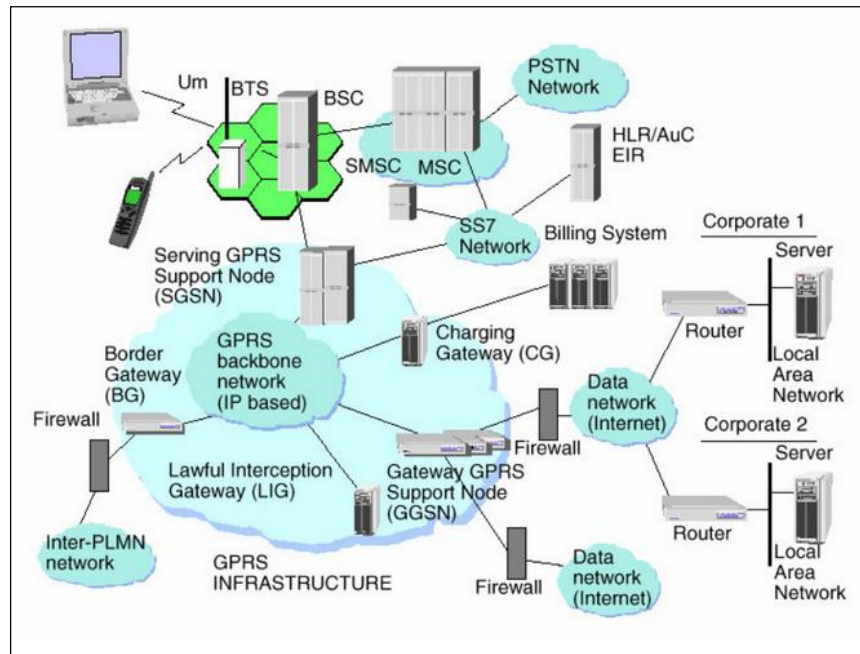 Um
BTS
BSC
PSTN
Network
HLR/AuC
EIR
SMSC
MSC
SS7
Network
Billing System
Corporate 1
Server
Serving GPRS
Support Node
(SGSN)
Router
Local
Area
Network
GPRS
backbone
network
(IP based)
Charging
Gateway (CG)
Border
Gateway
(BG)
Firewall
Data
network
(Internet)
Firewall
Corporate 2
Server
Lawful Interception
Gateway (LIG)
Gateway GPRS
Support Node
(GGSN)
Router
Local
Area
Network
Inter-PLMN
network
GPRS
INFRASTRUCTURE
Firewall
Data
network
(Internet)